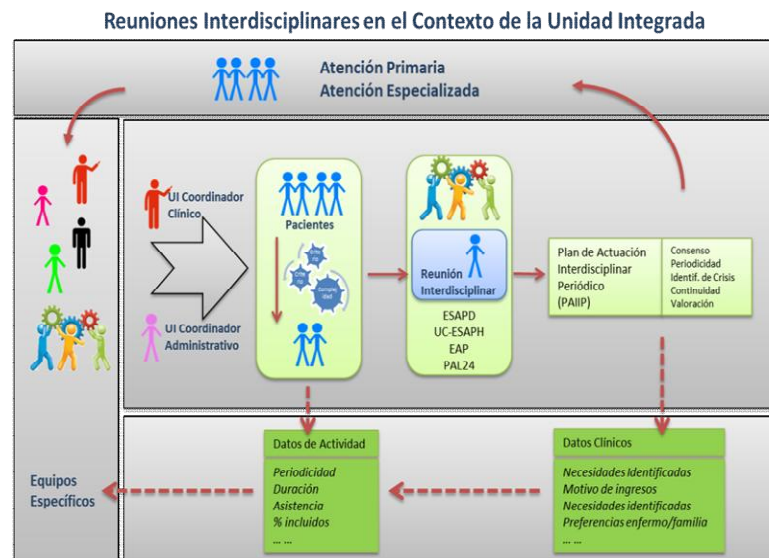 Reuniones Interdisciplinares en el Contexto de la Unidad Integrada
Atención Primaria
Atención Especializada
UI Coordinador
Clínico
UI Coordinador
Administrativo
Pacientes
Reunión
Interdisciplinar
ESAPD
UC-ESAPH
EAP
PAL24
Plan de Actuación
Interdisciplinar
Periódico
(PAIIP)
Consenso
Periodicidad
Identif. de Crisis
Continuidad
Valoración
Equipos
Específicos
Datos de Actividad
Periodicidad
Duración
Asistencia
% incluidos
... ...
Datos Clínicos
Necesidades Identificadas
Motivo de ingresos
Necesidades identificadas
Preferencias enfermo/familia
... ...